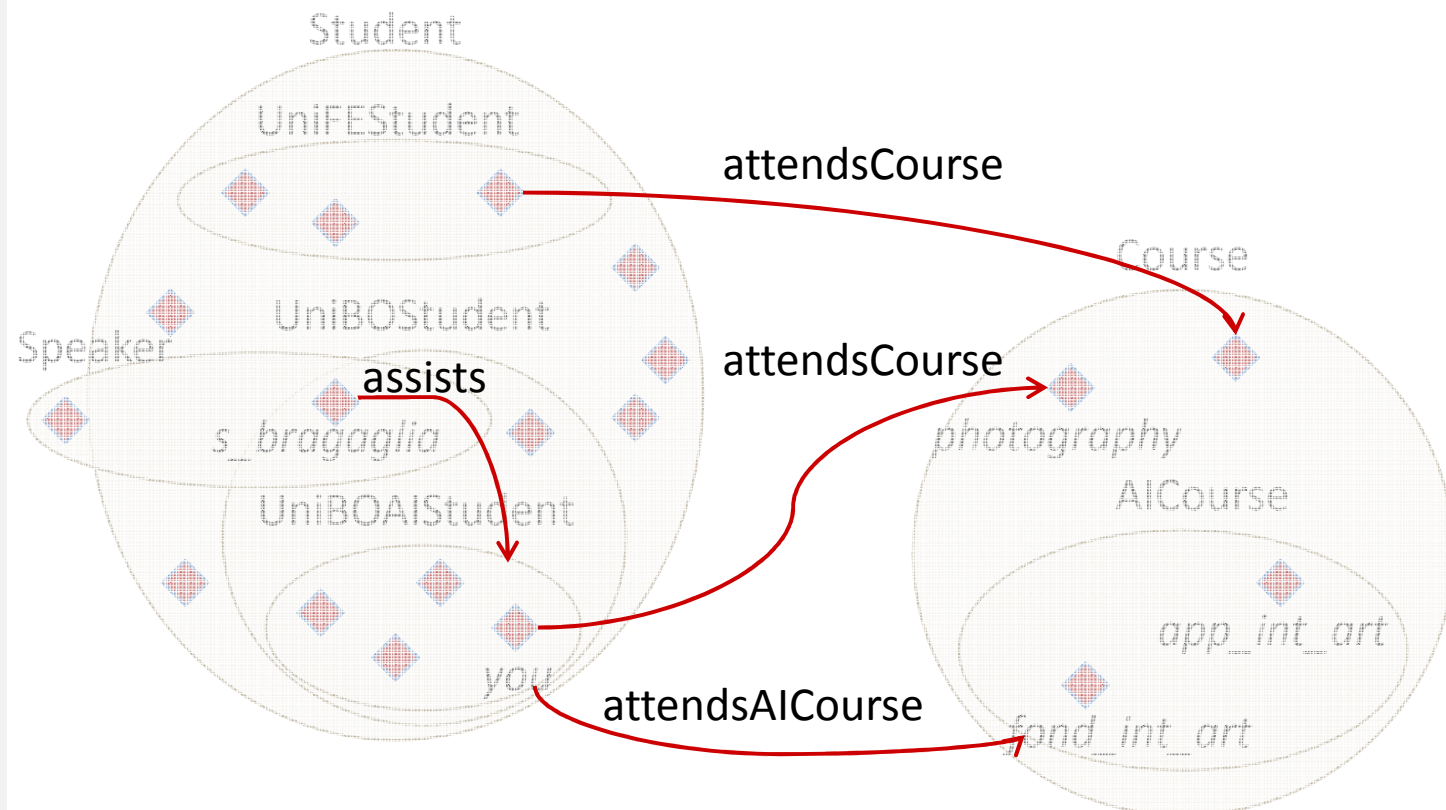 Student
UniFEStudent
attendsCourse
Course
UniBOStudent
Speaker
attendsCourse
assists
s_bragaglia
photography
UniBOAIStudent
AICourse
app_int_art
you
attendsAICourse
fond_int_art